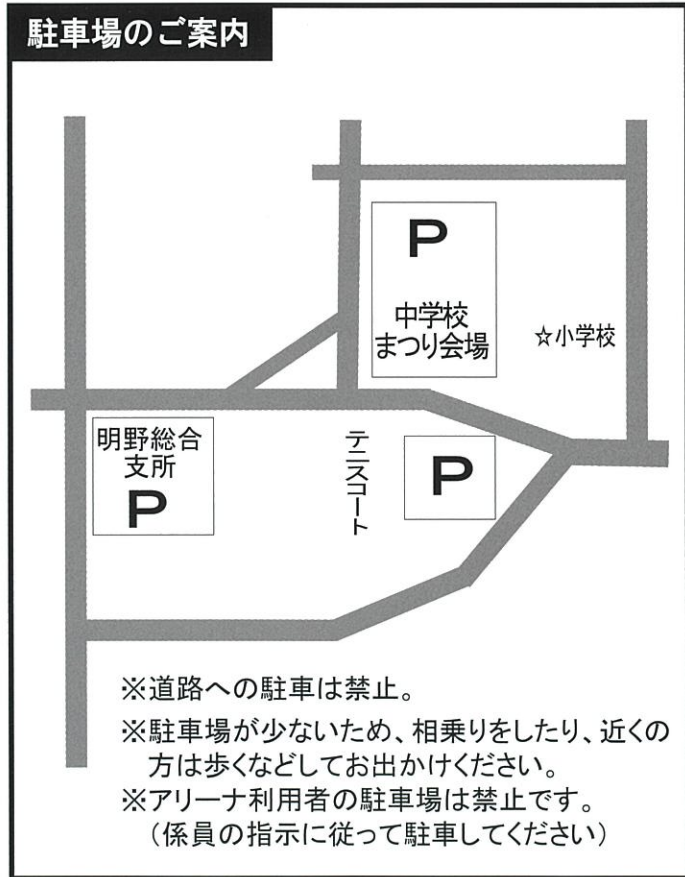 駐車場のご案内
P
中学校
まつり会場
☆小学校
明野総合
支所
P
テニスコート
P
※道路への駐車は禁止。
※駐車場が少ないため、相乗りをしたり、近くの
方は歩くなどしてお出かけください。
※アリーナ利用者の駐車場は禁止です。
（係員の指示に従って駐車してください）